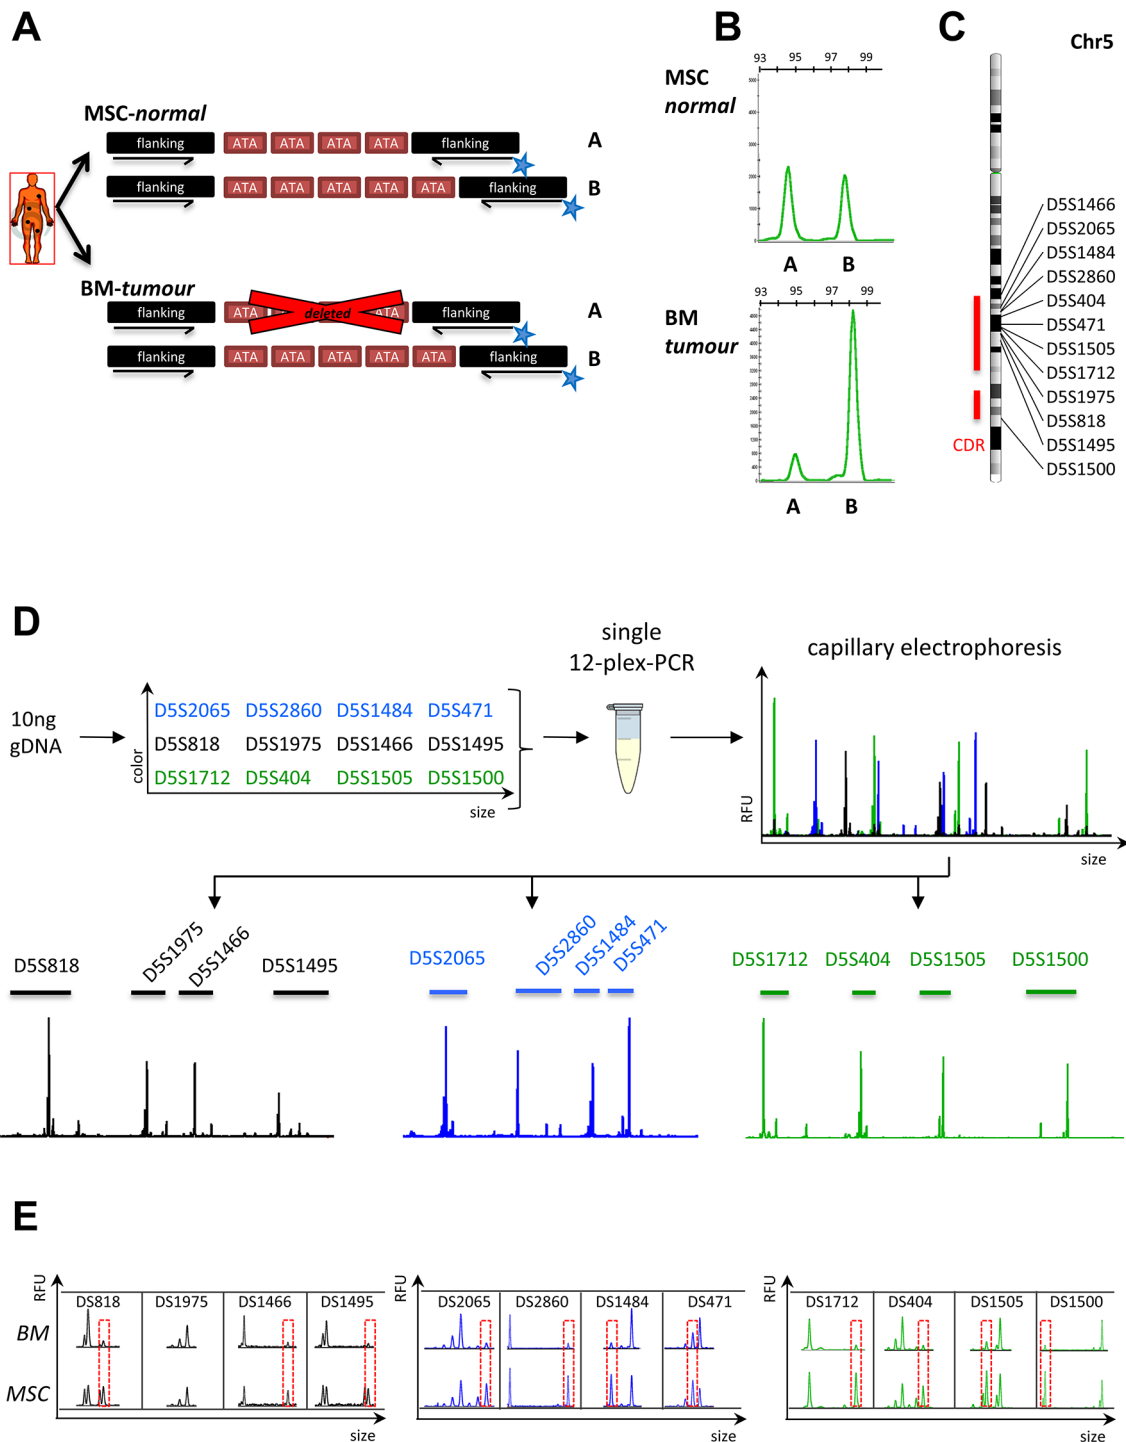 A
MSC-normal
flanking ATA ATA ATA ATA flanking A
flanking ATA ATA ATA ATA ATA flanking B
BM-tumour
flanking ATA deleted ATA flanking A
flanking ATA ATA ATA ATA ATA flanking B
B
MSC
normal
93 95 97 99
A B
BM
tumour
93 95 97 99
A B
C
Chr5
D5S1466
D5S2065
D5S1484
D5S2860
D5S404
D5S471
D5S1505
D5S1712
D5S1975
D5S818
D5S1495
D5S1500
CDR
D
10ng
gDNA
color
D5S2065 D5S2860 D5S1484 D5S471
D5S818 D5S1975 D5S1466 D5S1495
D5S1712 D5S404 D5S1505 D5S1500
size
single
12-plex-PCR
capillary electrophoresis
RFU
size
D5S818 D5S1975 D5S1466 D5S1495
D5S2065 D5S2860 D5S1484 D5S471
D5S1712 D5S404 D5S1505 D5S1500
E
RFU
DS818 DS1975 DS1466 DS1495
BM
MSC
size
RFU
DS2065 DS2860 DS1484 DS471
size
RFU
DS1712 DS404 DS1505 DS1500
size